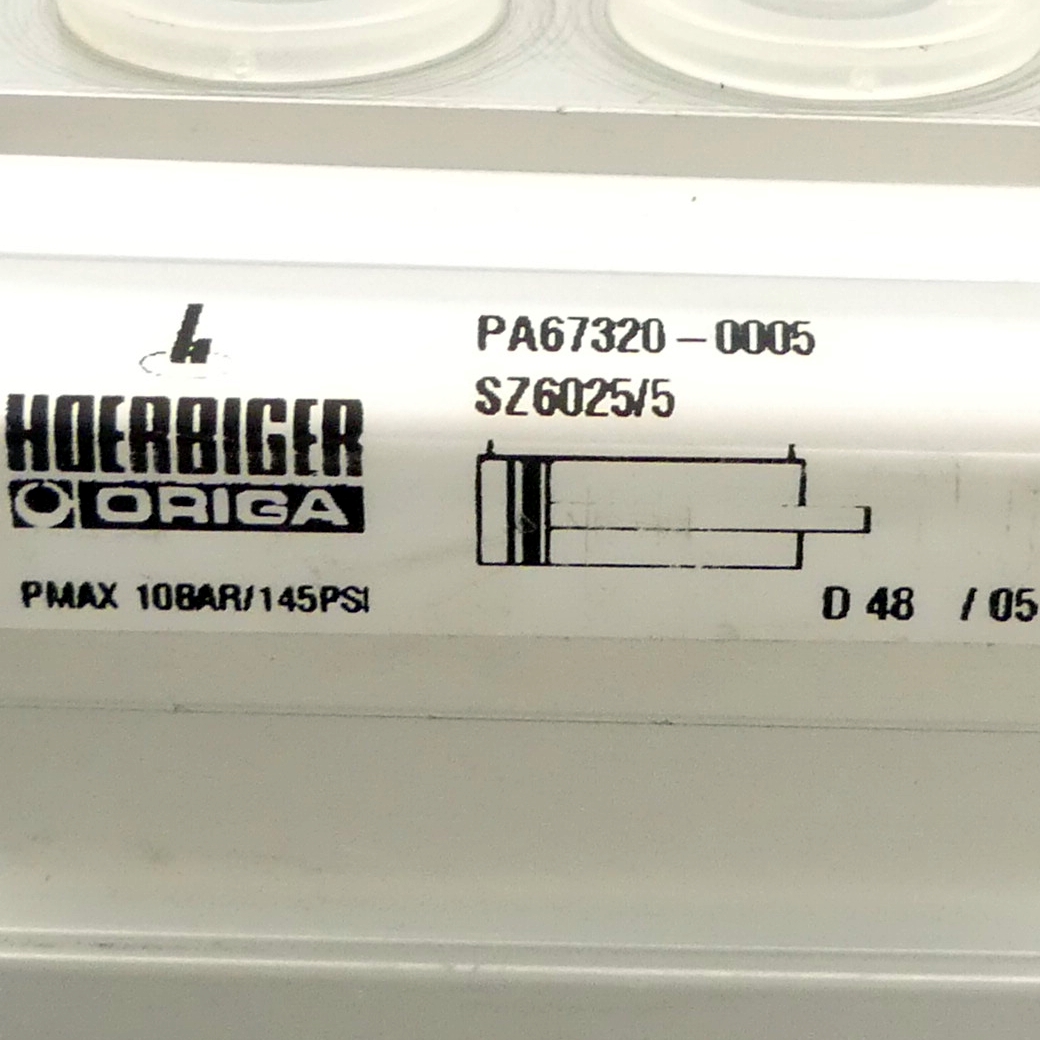 HOERBIGER
ORIGA
PMAX 10BAR/145PSI
PA67320-0005
SZ6025/5
D 48 / 05